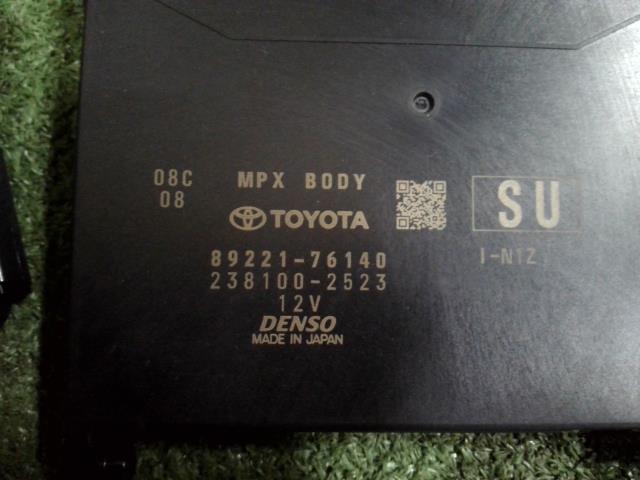 08C
08
MPX BODY
TOYOTA
89221-76140
238100-2523
12V
DENSO
MADE IN JAPAN
SU
I-N1Z